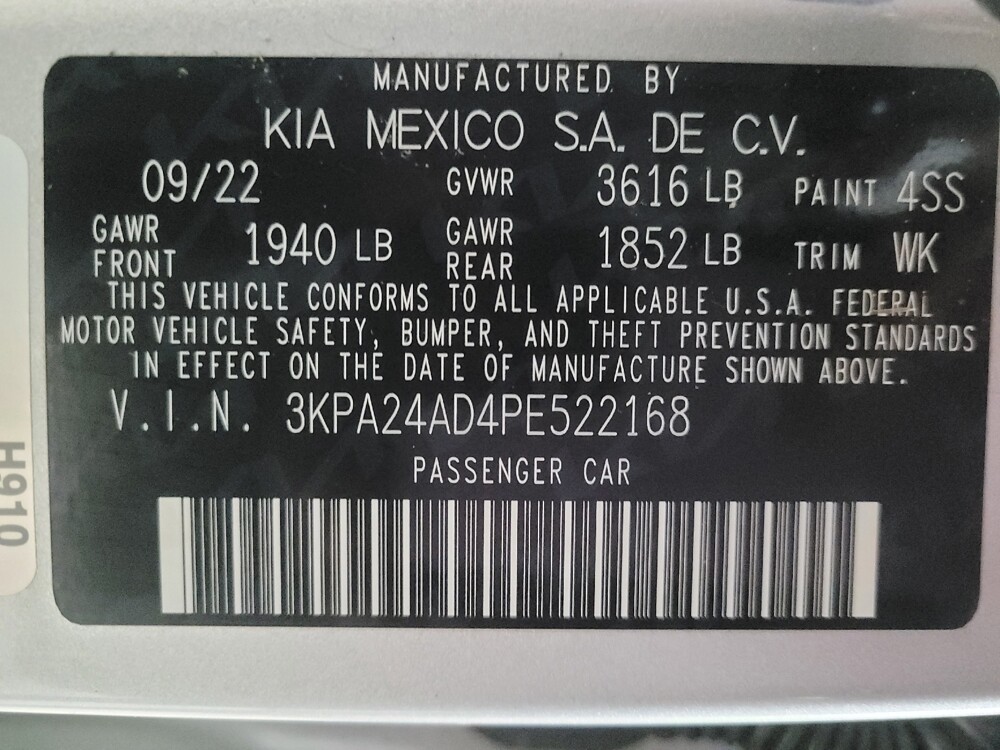 MANUFACTURED BY
KIA MEXICO S.A. DE C.V.
09/22 GVWR 3616 LB PAINT 4SS
GAWR FRONT 1940 LB GAWR REAR 1852 LB TRIM WK
THIS VEHICLE CONFORMS TO ALL APPLICABLE U.S.A. FEDERAL
MOTOR VEHICLE SAFETY, BUMPER, AND THEFT PREVENTION STANDARDS
IN EFFECT ON THE DATE OF MANUFACTURE SHOWN ABOVE.
V.I.N. 3KPA24AD4PE522168
PASSENGER CAR
H910